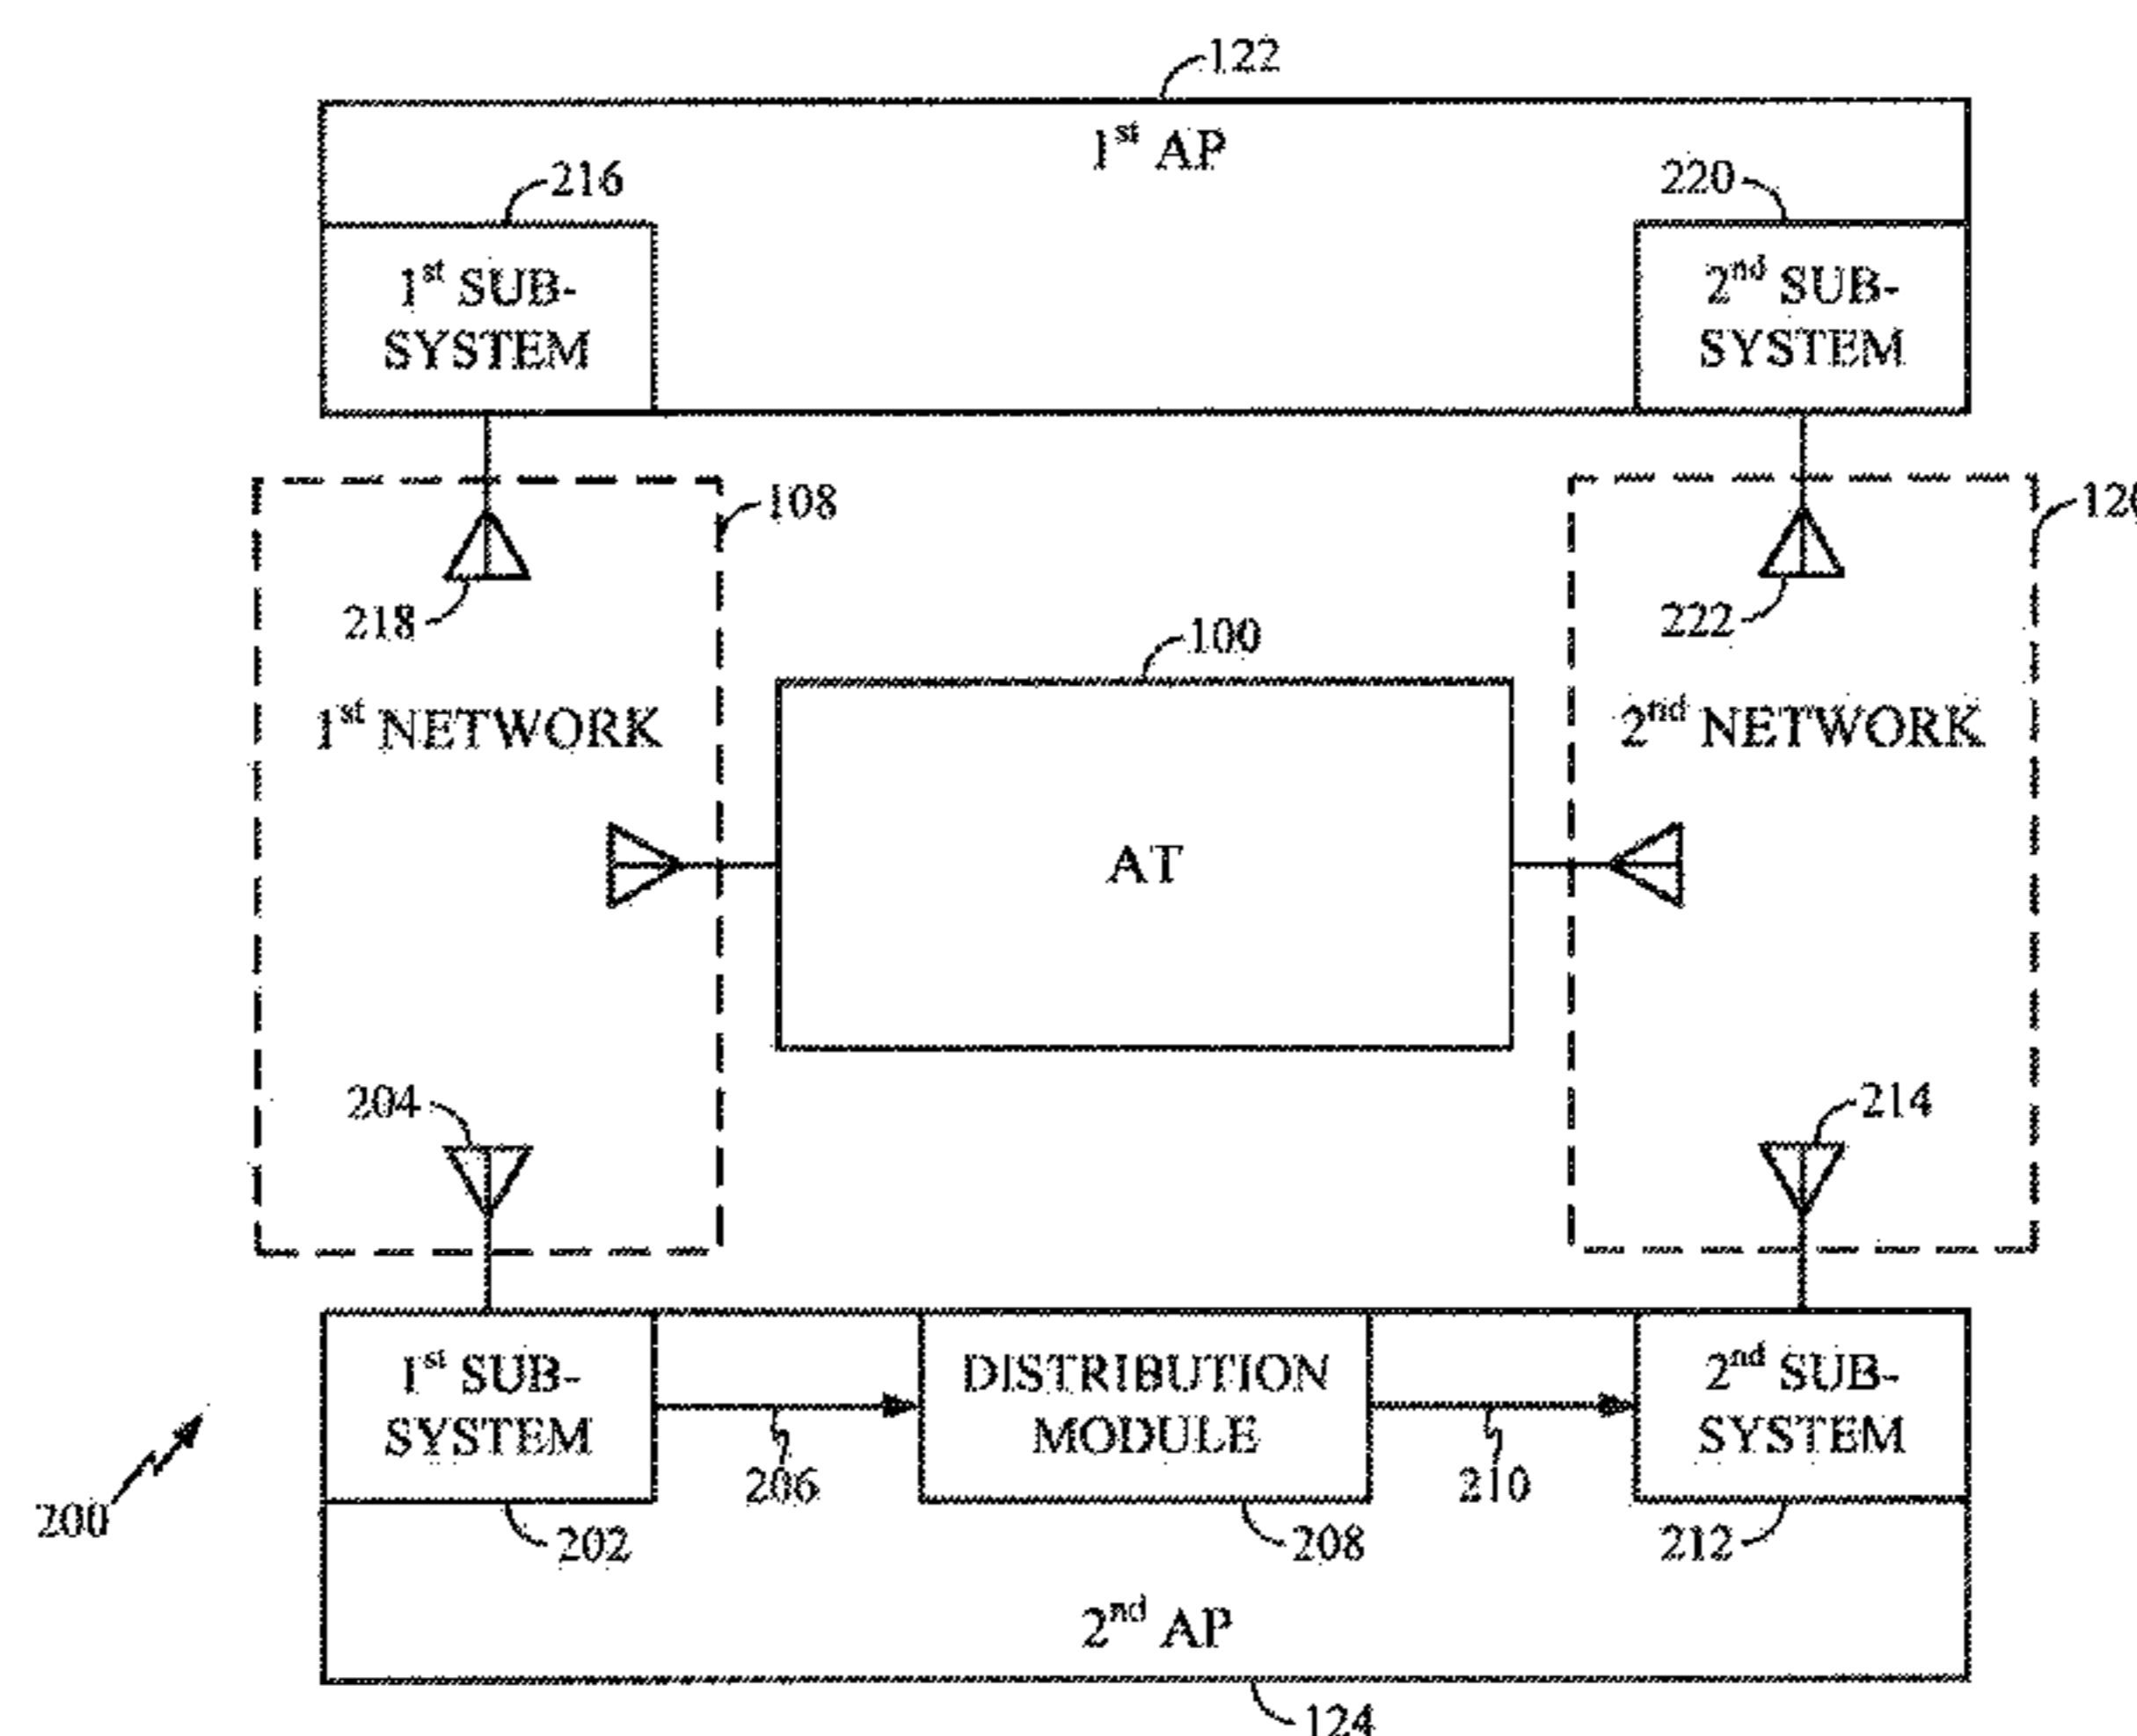 122
1st AP
216
220
1st SUB-
SYSTEM
2nd SUB-
SYSTEM
108
218
222
100
1st NETWORK
2nd NETWORK
AT
204
214
1st SUB-
SYSTEM
DISTRIBUTION
MODULE
2nd SUB-
SYSTEM
206
210
200
202
208
212
2nd AP
124